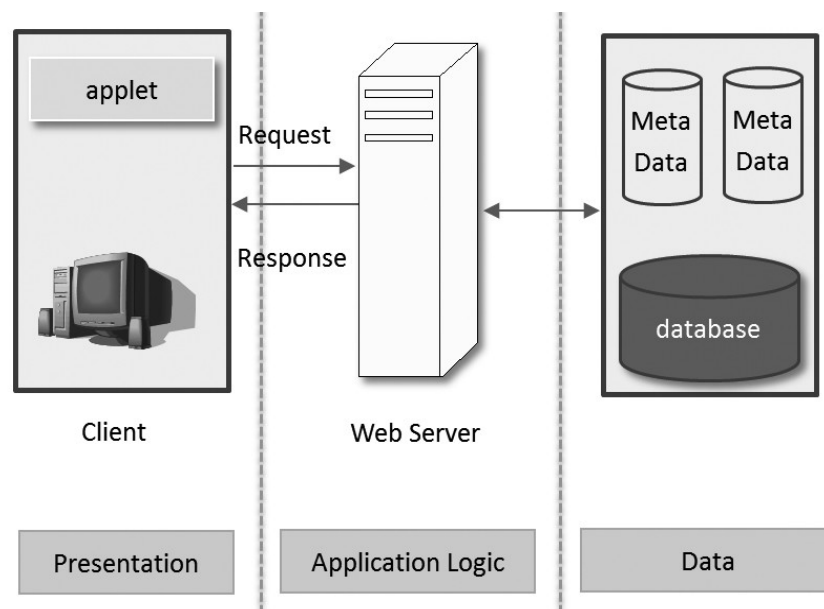 applet
Request
Response
Client
Web Server
Meta
Data
Meta
Data
database
Presentation
Application Logic
Data